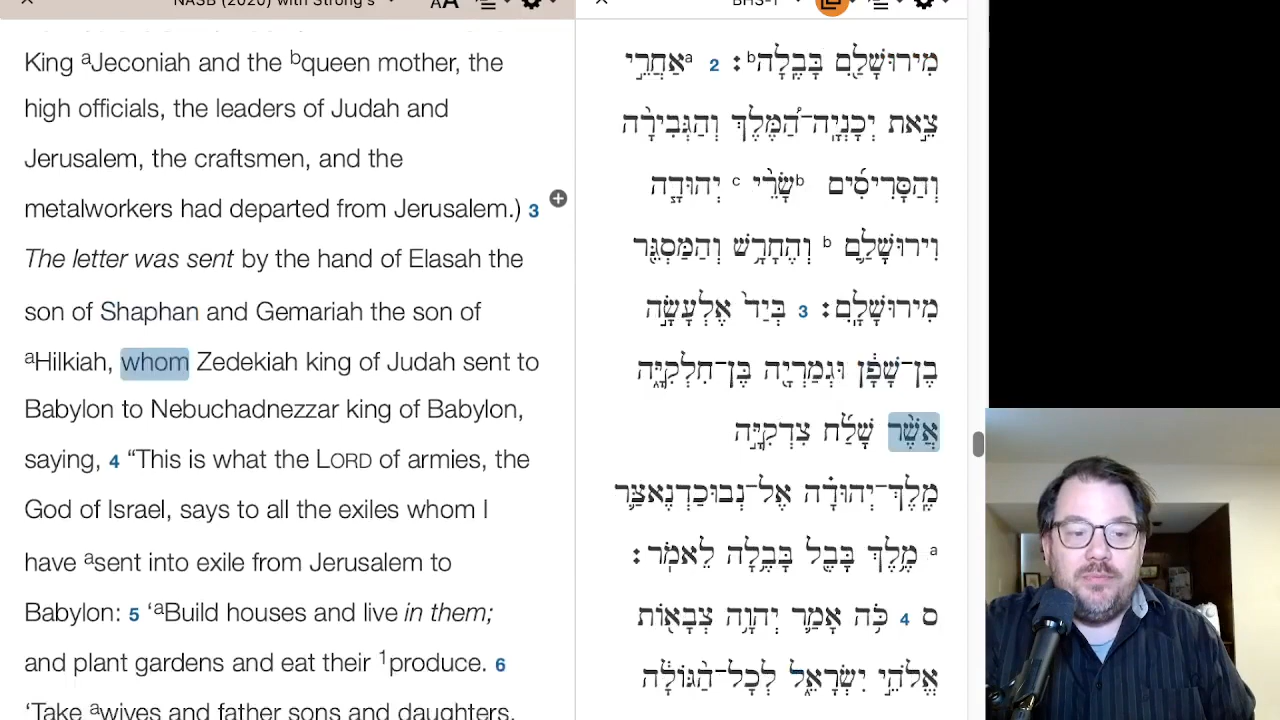 NASB (2020) with Strong's
King ᵃJeconiah and the ᵇqueen mother, the
high officials, the leaders of Judah and
Jerusalem, the craftsmen, and the
metalworkers had departed from Jerusalem.) 3
The letter was sent by the hand of Elasah the
son of Shaphan and Gemariah the son of
ᵃHilkiah, whom Zedekiah king of Judah sent to
Babylon to Nebuchadnezzar king of Babylon,
saying, 4 “This is what the LORD of armies, the
God of Israel, says to all the exiles whom I
have ᵃsent into exile from Jerusalem to
Babylon: 5 ‘ᵃBuild houses and live in them;
and plant gardens and eat their ¹produce. 6
‘Take ᵃwives and father sons and daughters,
BHS-T
מִירוּשָׁלִַ֖ם בָּבֶֽלָהᵇ׃ 2 ᵃאַחֲרֵ֣י
צֵ֣את יְכָנְיָֽה־הַ֠מֶּלֶךְ וְהַגְּבִירָ֨ה
וְהַסָּרִיסִ֜ים ᵇשָׂרֵ֨י ᶜ יְהוּדָ֧ה
וִירוּשָׁלִַ֛ם ᵇ וְהֶחָרָ֥שׁ וְהַמַּסְגֵּ֖ר
מִירוּשָׁלִָֽם׃ 3 בְּיַד֙ אֶלְעָשָׂ֣ה
בֶן־שָׁפָ֔ן וּגְמַרְיָ֖ה בֶּן־חִלְקִיָּ֑ה
אֲשֶׁ֨ר שָׁלַ֜ח צִדְקִיָּ֣ה
מֶֽלֶךְ־יְהוּדָ֗ה אֶל־נְבוּכַדְנֶאצַּ֛ר
ᵃ מֶ֥לֶךְ בָּבֶ֖ל בָּבֶ֥לָה לֵאמֹֽר׃
ס 4 כֹּ֥ה אָמַ֛ר יְהוָ֥ה צְבָא֖וֹת
אֱלֹהֵ֣י יִשְׂרָאֵ֑ל לְכָל־הַ֨גּוֹלָ֔ה